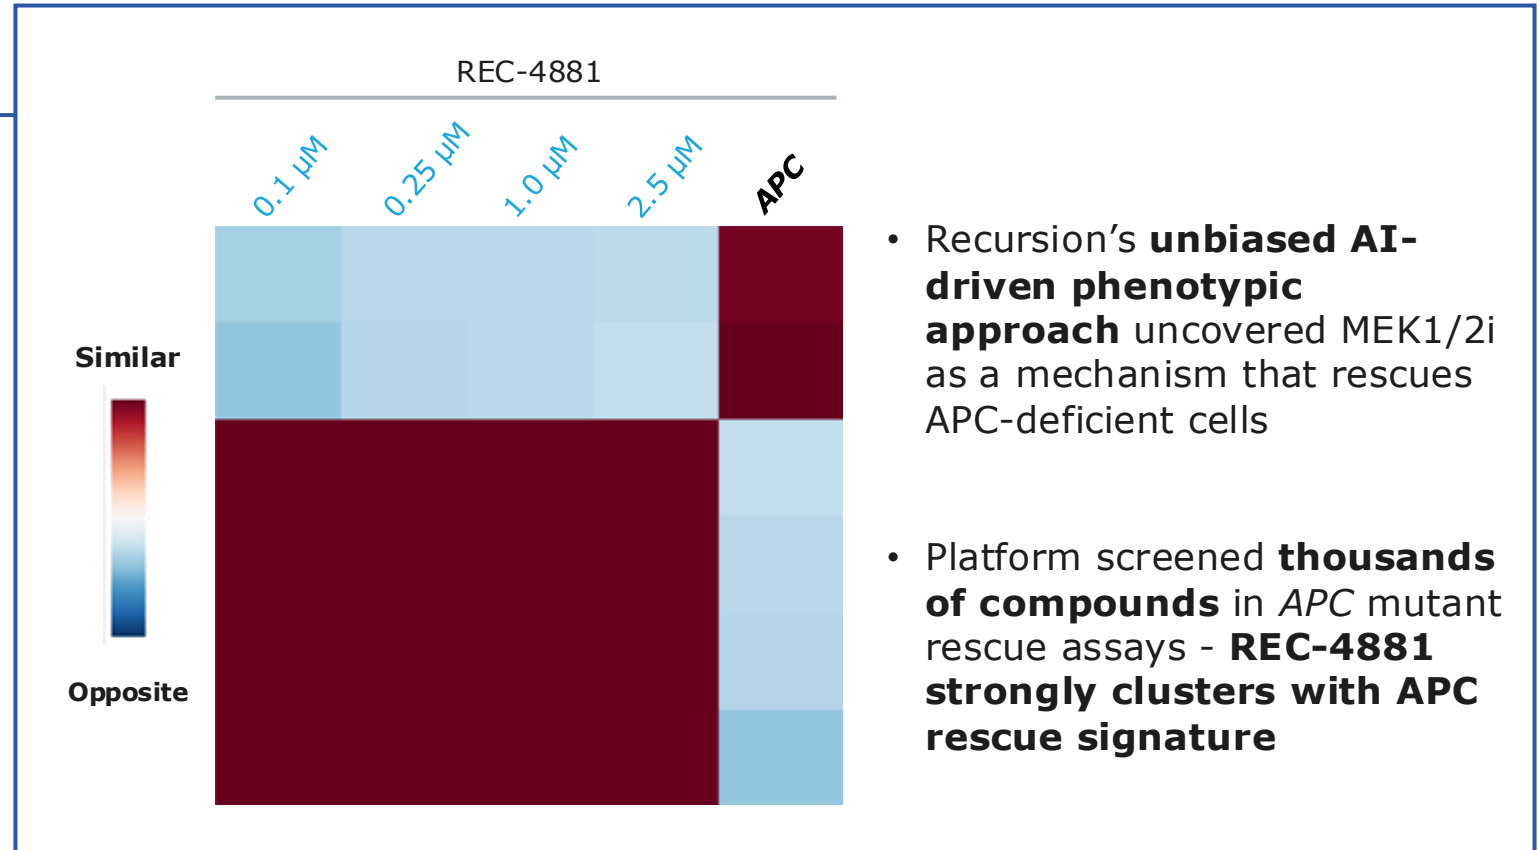 REC-4881
0.1 µM
0.25 µM
1.0 µM
2.5 µM
APC
Similar
Opposite
• Recursion’s unbiased AI-
driven phenotypic
approach uncovered MEK1/2i
as a mechanism that rescues
APC-deficient cells
• Platform screened thousands
of compounds in APC mutant
rescue assays - REC-4881
strongly clusters with APC
rescue signature